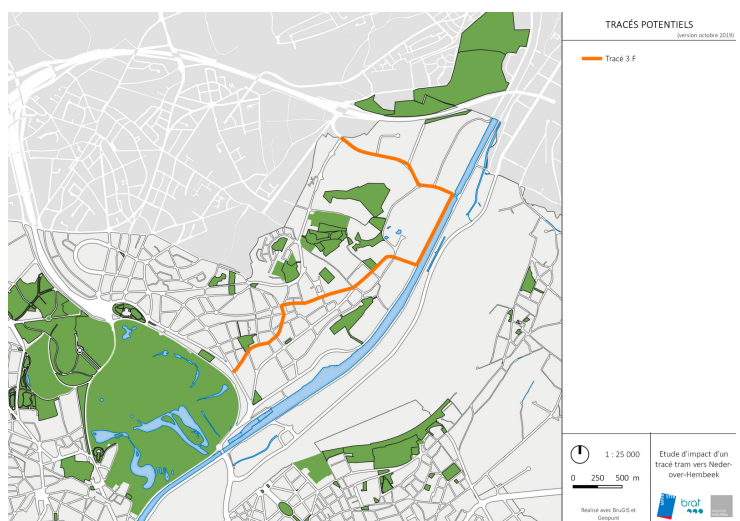 TRACÉS POTENTIELS
(version octobre 2019)
Tracé 3 F
1 : 25 000
0 250 500 m
Réalisé avec BruGIS et
Geopunt
Etude d'impact d'un
tracé tram vers Neder-
over-Hembeek
brat